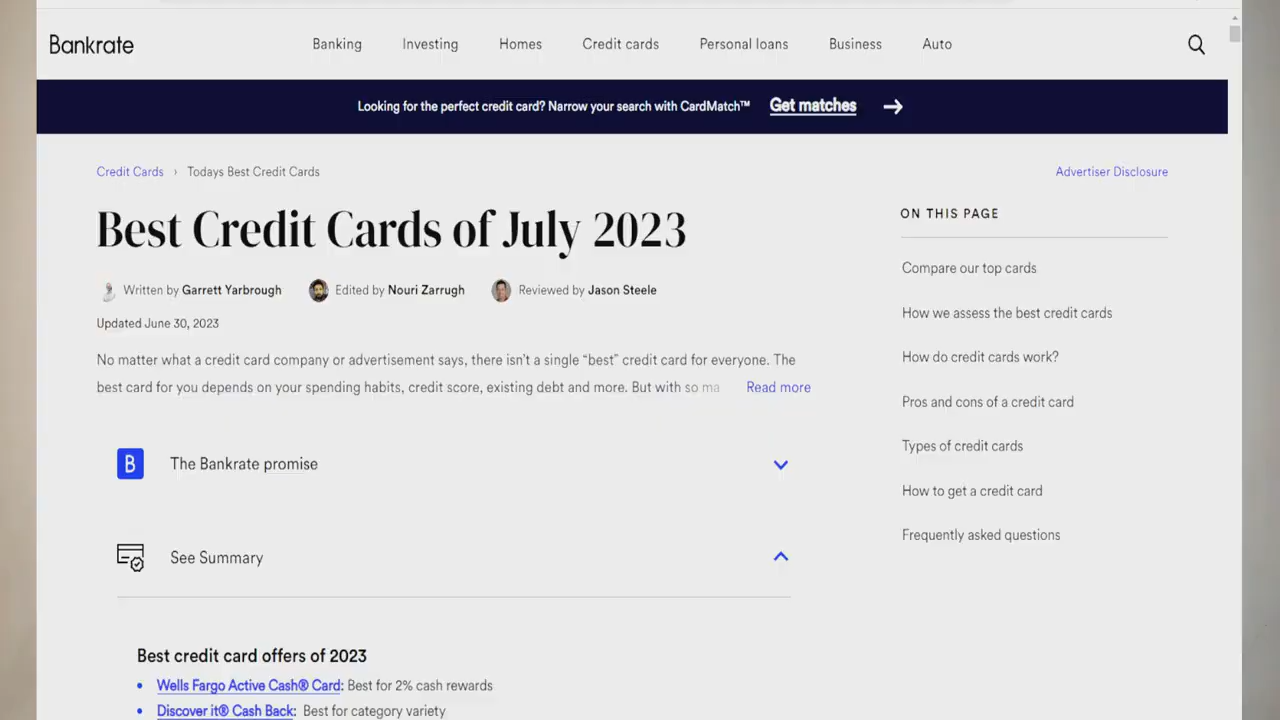 Bankrate
Banking Investing Homes Credit cards Personal loans Business Auto
Looking for the perfect credit card? Narrow your search with CardMatch™ Get matches →
Credit Cards › Todays Best Credit Cards
Advertiser Disclosure
Best Credit Cards of July 2023
Written by Garrett Yarbrough Edited by Nouri Zarrugh Reviewed by Jason Steele
Updated June 30, 2023
No matter what a credit card company or advertisement says, there isn't a single “best” credit card for everyone. The
best card for you depends on your spending habits, credit score, existing debt and more. But with so ma Read more
B The Bankrate promise
See Summary
Best credit card offers of 2023
• Wells Fargo Active Cash® Card: Best for 2% cash rewards
• Discover it® Cash Back: Best for category variety
ON THIS PAGE
Compare our top cards
How we assess the best credit cards
How do credit cards work?
Pros and cons of a credit card
Types of credit cards
How to get a credit card
Frequently asked questions